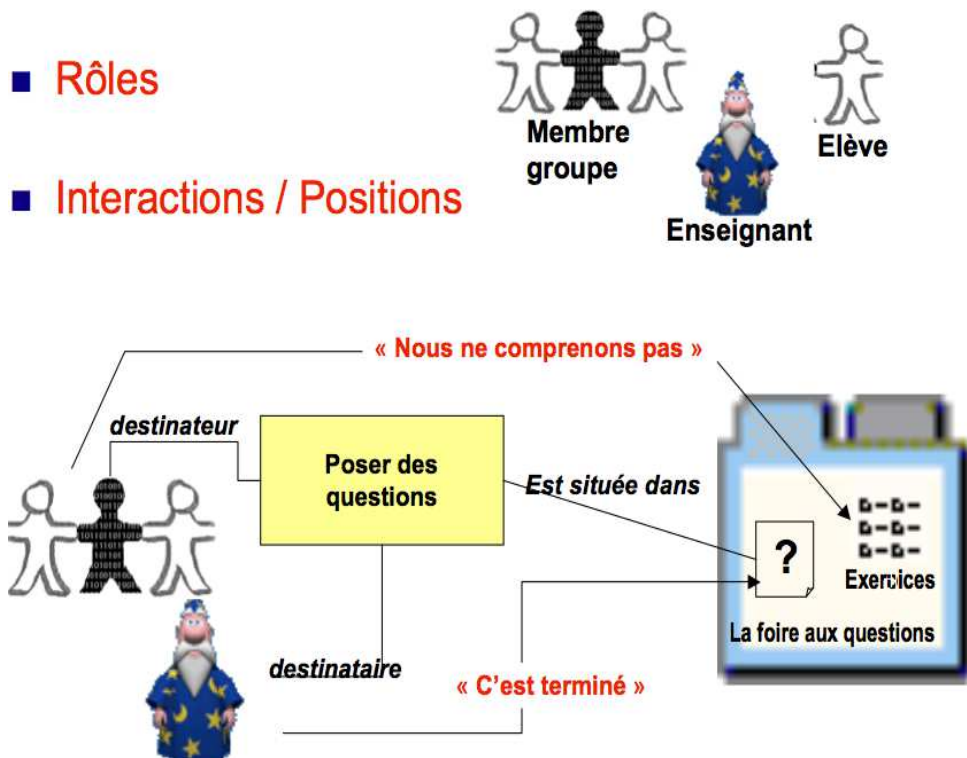 Rôles
Membre
groupe
Elève
Enseignant
Interactions / Positions
« Nous ne comprenons pas »
destinateur
Poser des
questions
Est située dans
?
Exercices
La foire aux questions
destinataire
« C'est terminé »